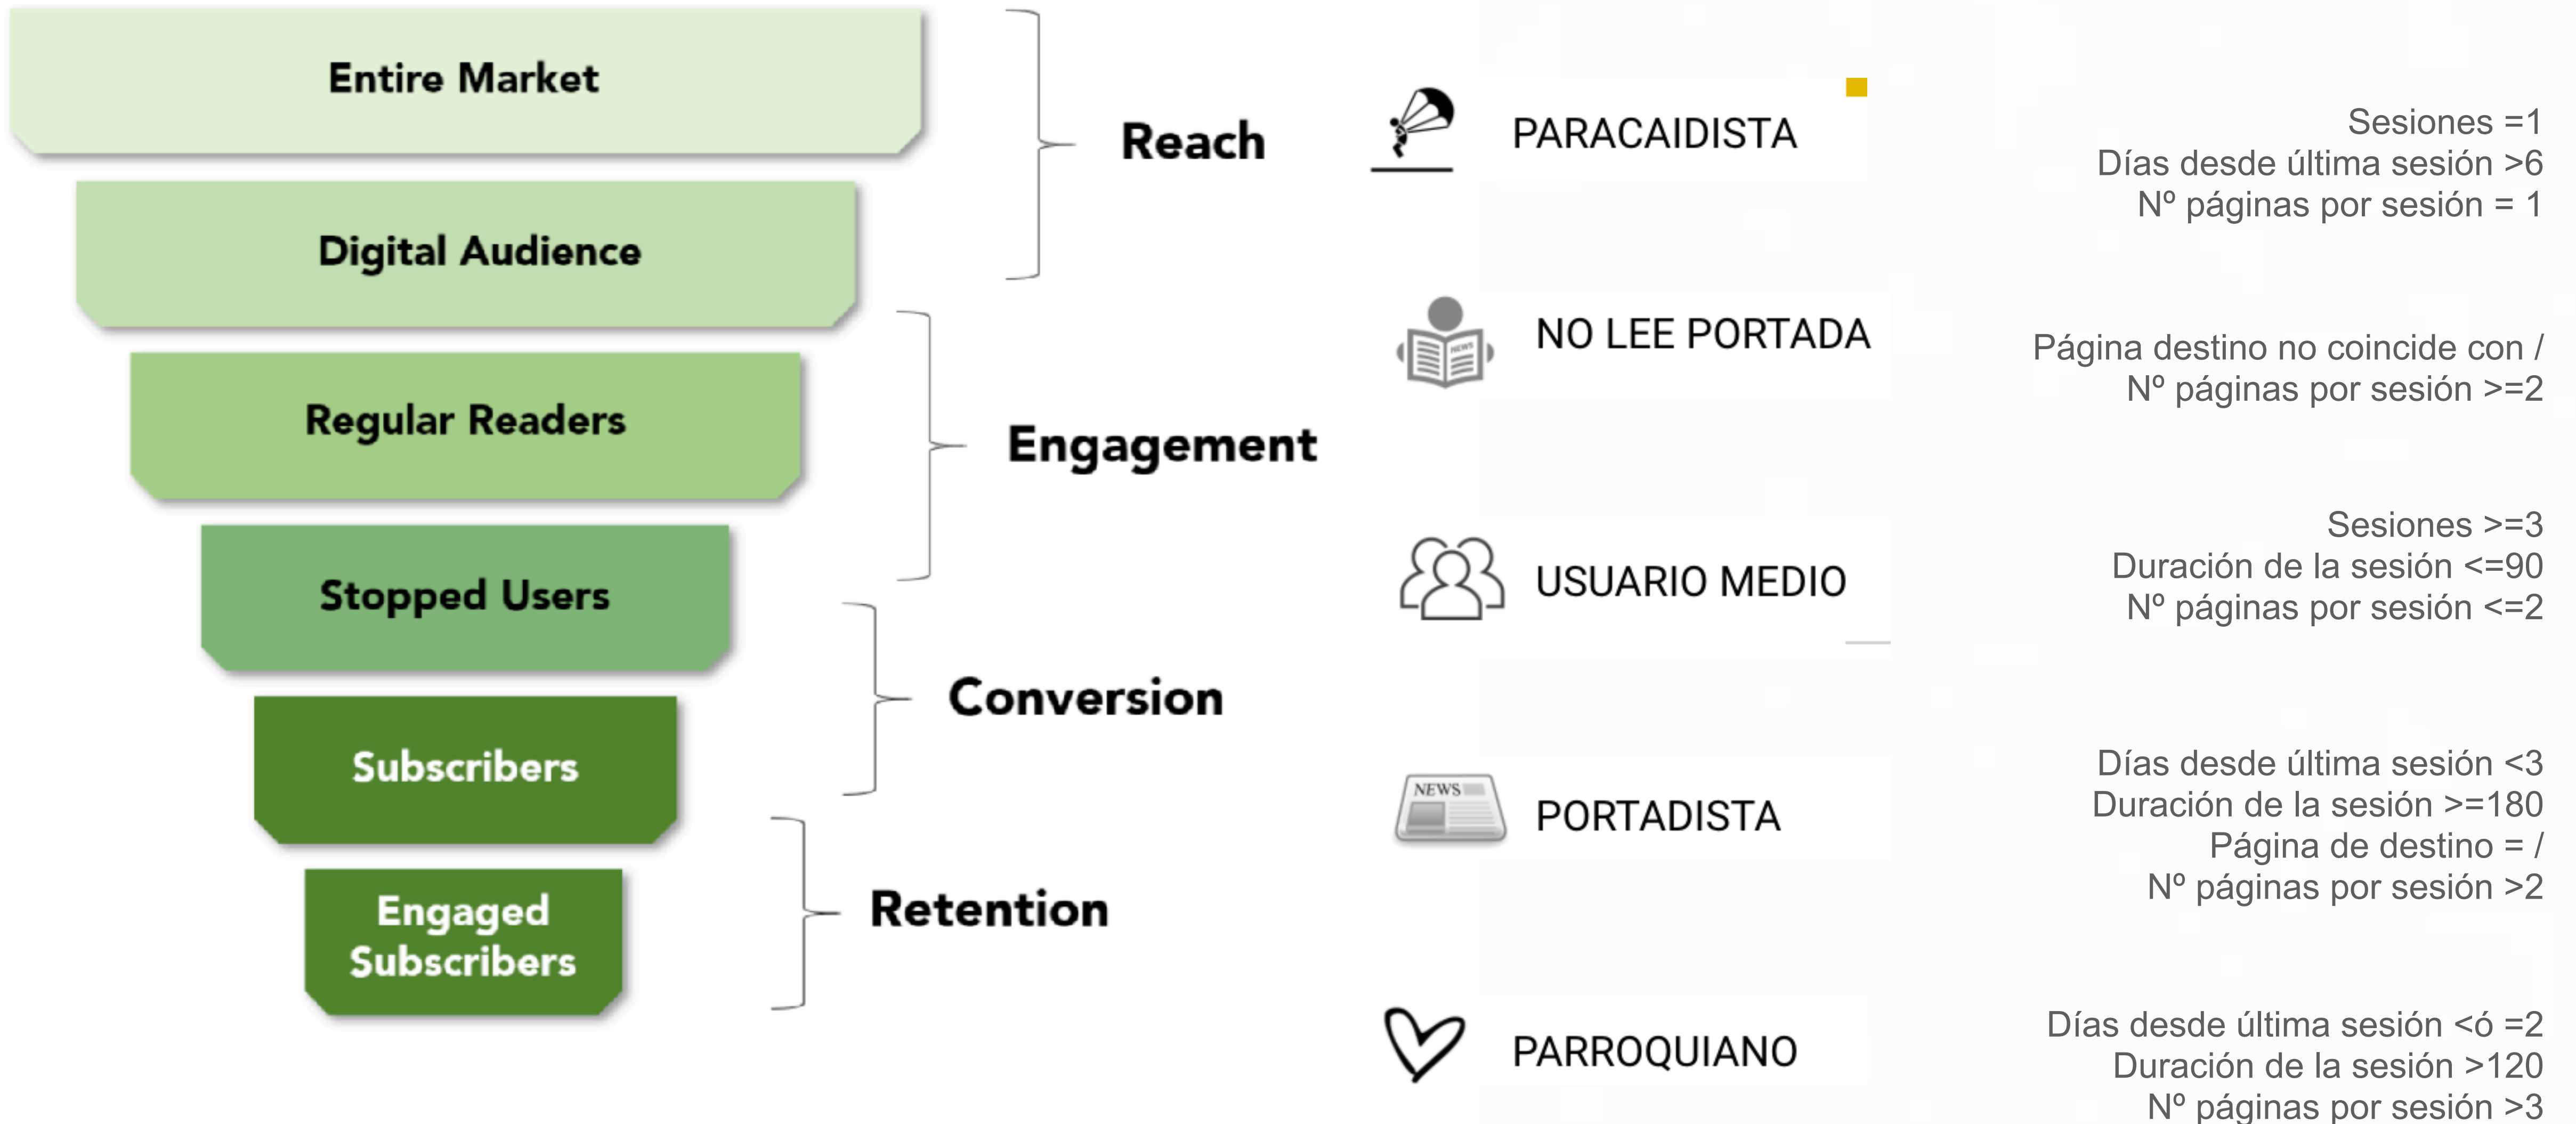 Entire Market
Digital Audience
Regular Readers
Stopped Users
Subscribers
Engaged
Subscribers
Reach
Engagement
Conversion
Retention
PARACAIDISTA
Sesiones =1
Días desde última sesión >6
Nº páginas por sesión = 1
NEWS
NO LEE PORTADA
Página destino no coincide con /
Nº páginas por sesión >=2
USUARIO MEDIO
Sesiones >=3
Duración de la sesión <=90
Nº páginas por sesión <=2
NEWS
PORTADISTA
Días desde última sesión <3
Duración de la sesión >=180
Página de destino = /
Nº páginas por sesión >2
PARROQUIANO
Días desde última sesión <ó =2
Duración de la sesión >120
Nº páginas por sesión >3